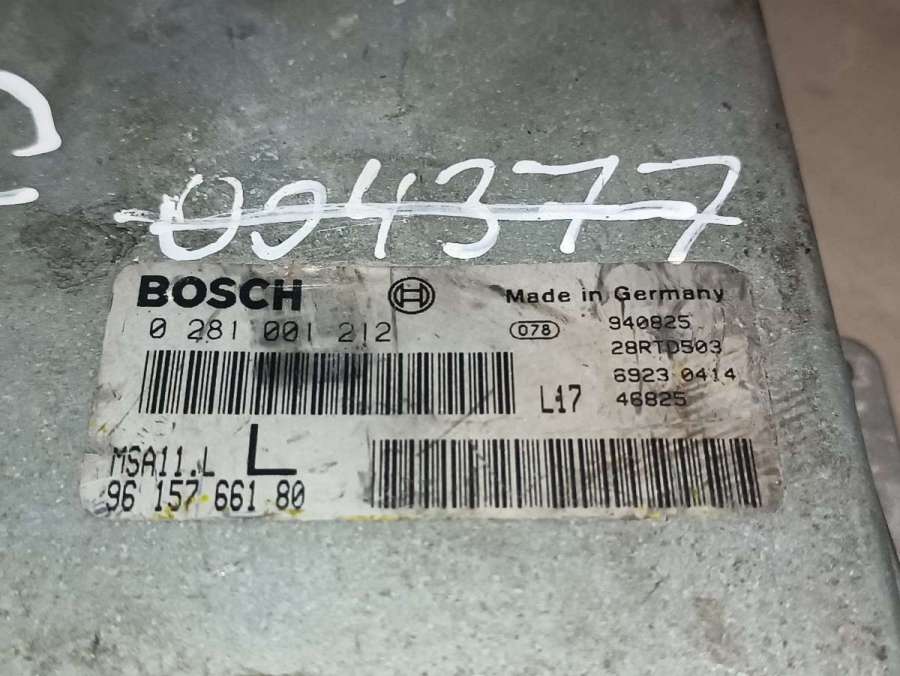 094377
BOSCH
Made in Germany
0 281 001 212
078
940825
28RTD503
6923 0414
46825
L17
MSA11.L L
96 157 661 80